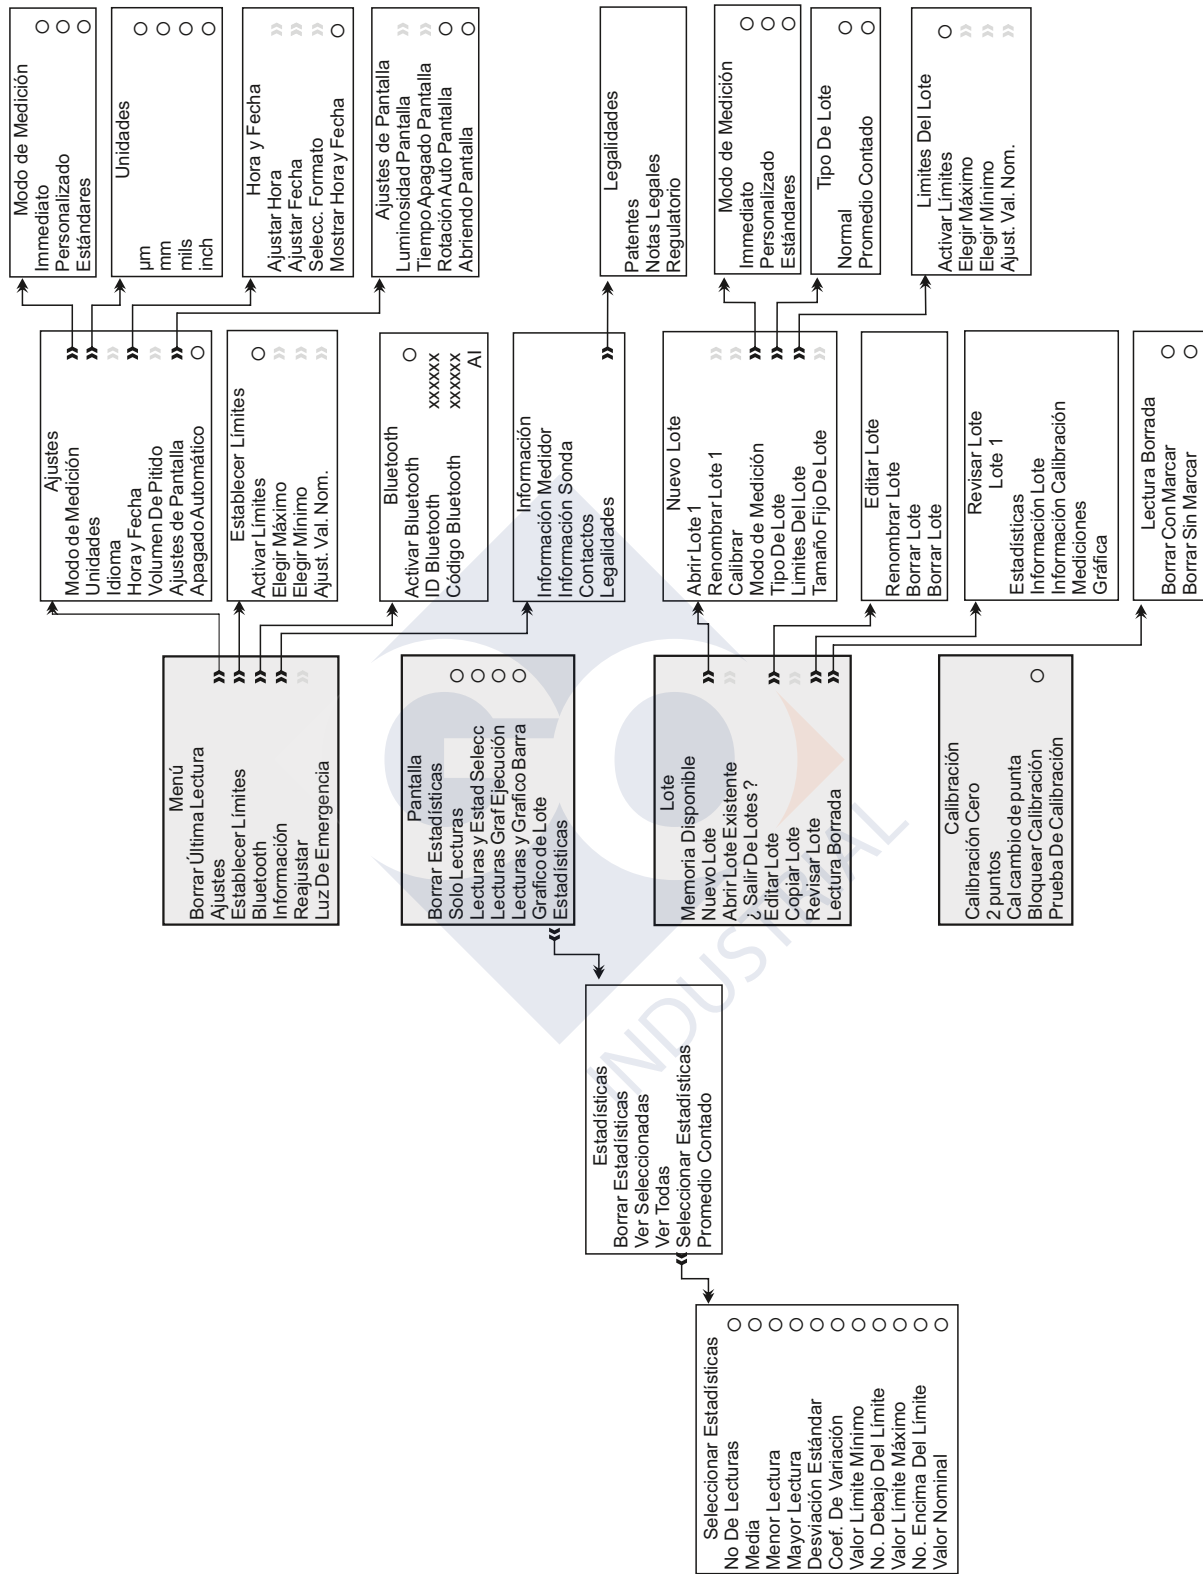 Menú
Borrar Última Lectura
Ajustes
Establecer Límites
Bluetooth
Información
Reajustar
Luz De Emergencia
Ajustes
Modo de Medición
Unidades
Idioma
Hora y Fecha
Volumen De Pitido
Ajustes de Pantalla
Apagado Automático
Modo de Medición
Immediato
Personalizado
Estándares
Unidades
µm
mm
mils
inch
Hora y Fecha
Ajustar Hora
Ajustar Fecha
Selecc. Formato
Mostrar Hora y Fecha
Ajustes de Pantalla
Luminosidad Pantalla
Tiempo Apagado Pantalla
Rotación Auto Pantalla
Abriendo Pantalla
Establecer Límites
Activar Límites
Elegir Máximo
Elegir Mínimo
Ajust. Val. Nom.
Bluetooth
Activar Bluetooth
ID Bluetooth xxxxxx
Código Bluetooth xxxxxx
AI
Información
Información Medidor
Información Sonda
Contactos
Legalidades
Legalidades
Patentes
Notas Legales
Regulatorio
Pantalla
Borrar Estadísticas
Solo Lecturas
Lecturas y Estad Selecc
Lecturas Graf Ejecución
Lecturas y Grafico Barra
Grafico de Lote
Estadísticas
Estadísticas
Borrar Estadísticas
Ver Seleccionadas
Ver Todas
Seleccionar Estadísticas
Promedio Contado
Seleccionar Estadísticas
No De Lecturas
Media
Menor Lectura
Mayor Lectura
Desviación Estándar
Coef. De Variación
Valor Límite Mínimo
No. Debajo Del Límite
Valor Límite Máximo
No. Encima Del Límite
Valor Nominal
Lote
Memoria Disponible
Nuevo Lote
Abrir Lote Existente
¿ Salir De Lotes ?
Editar Lote
Copiar Lote
Revisar Lote
Lectura Borrada
Nuevo Lote
Abrir Lote 1
Renombrar Lote 1
Calibrar
Modo de Medición
Tipo De Lote
Limites Del Lote
Tamaño Fijo De Lote
Modo de Medición
Immediato
Personalizado
Estándares
Tipo De Lote
Normal
Promedio Contado
Limites Del Lote
Activar Límites
Elegir Máximo
Elegir Mínimo
Ajust. Val. Nom.
Editar Lote
Renombrar Lote
Borrar Lote
Borrar Lote
Revisar Lote
Lote 1
Estadísticas
Información Lote
Información Calibración
Mediciones
Gráfica
Lectura Borrada
Borrar Con Marcar
Borrar Sin Marcar
Calibración
Calibración Cero
2 puntos
Cal cambio de punta
Bloquear Calibración
Prueba De Calibración
INDUSTRIAL